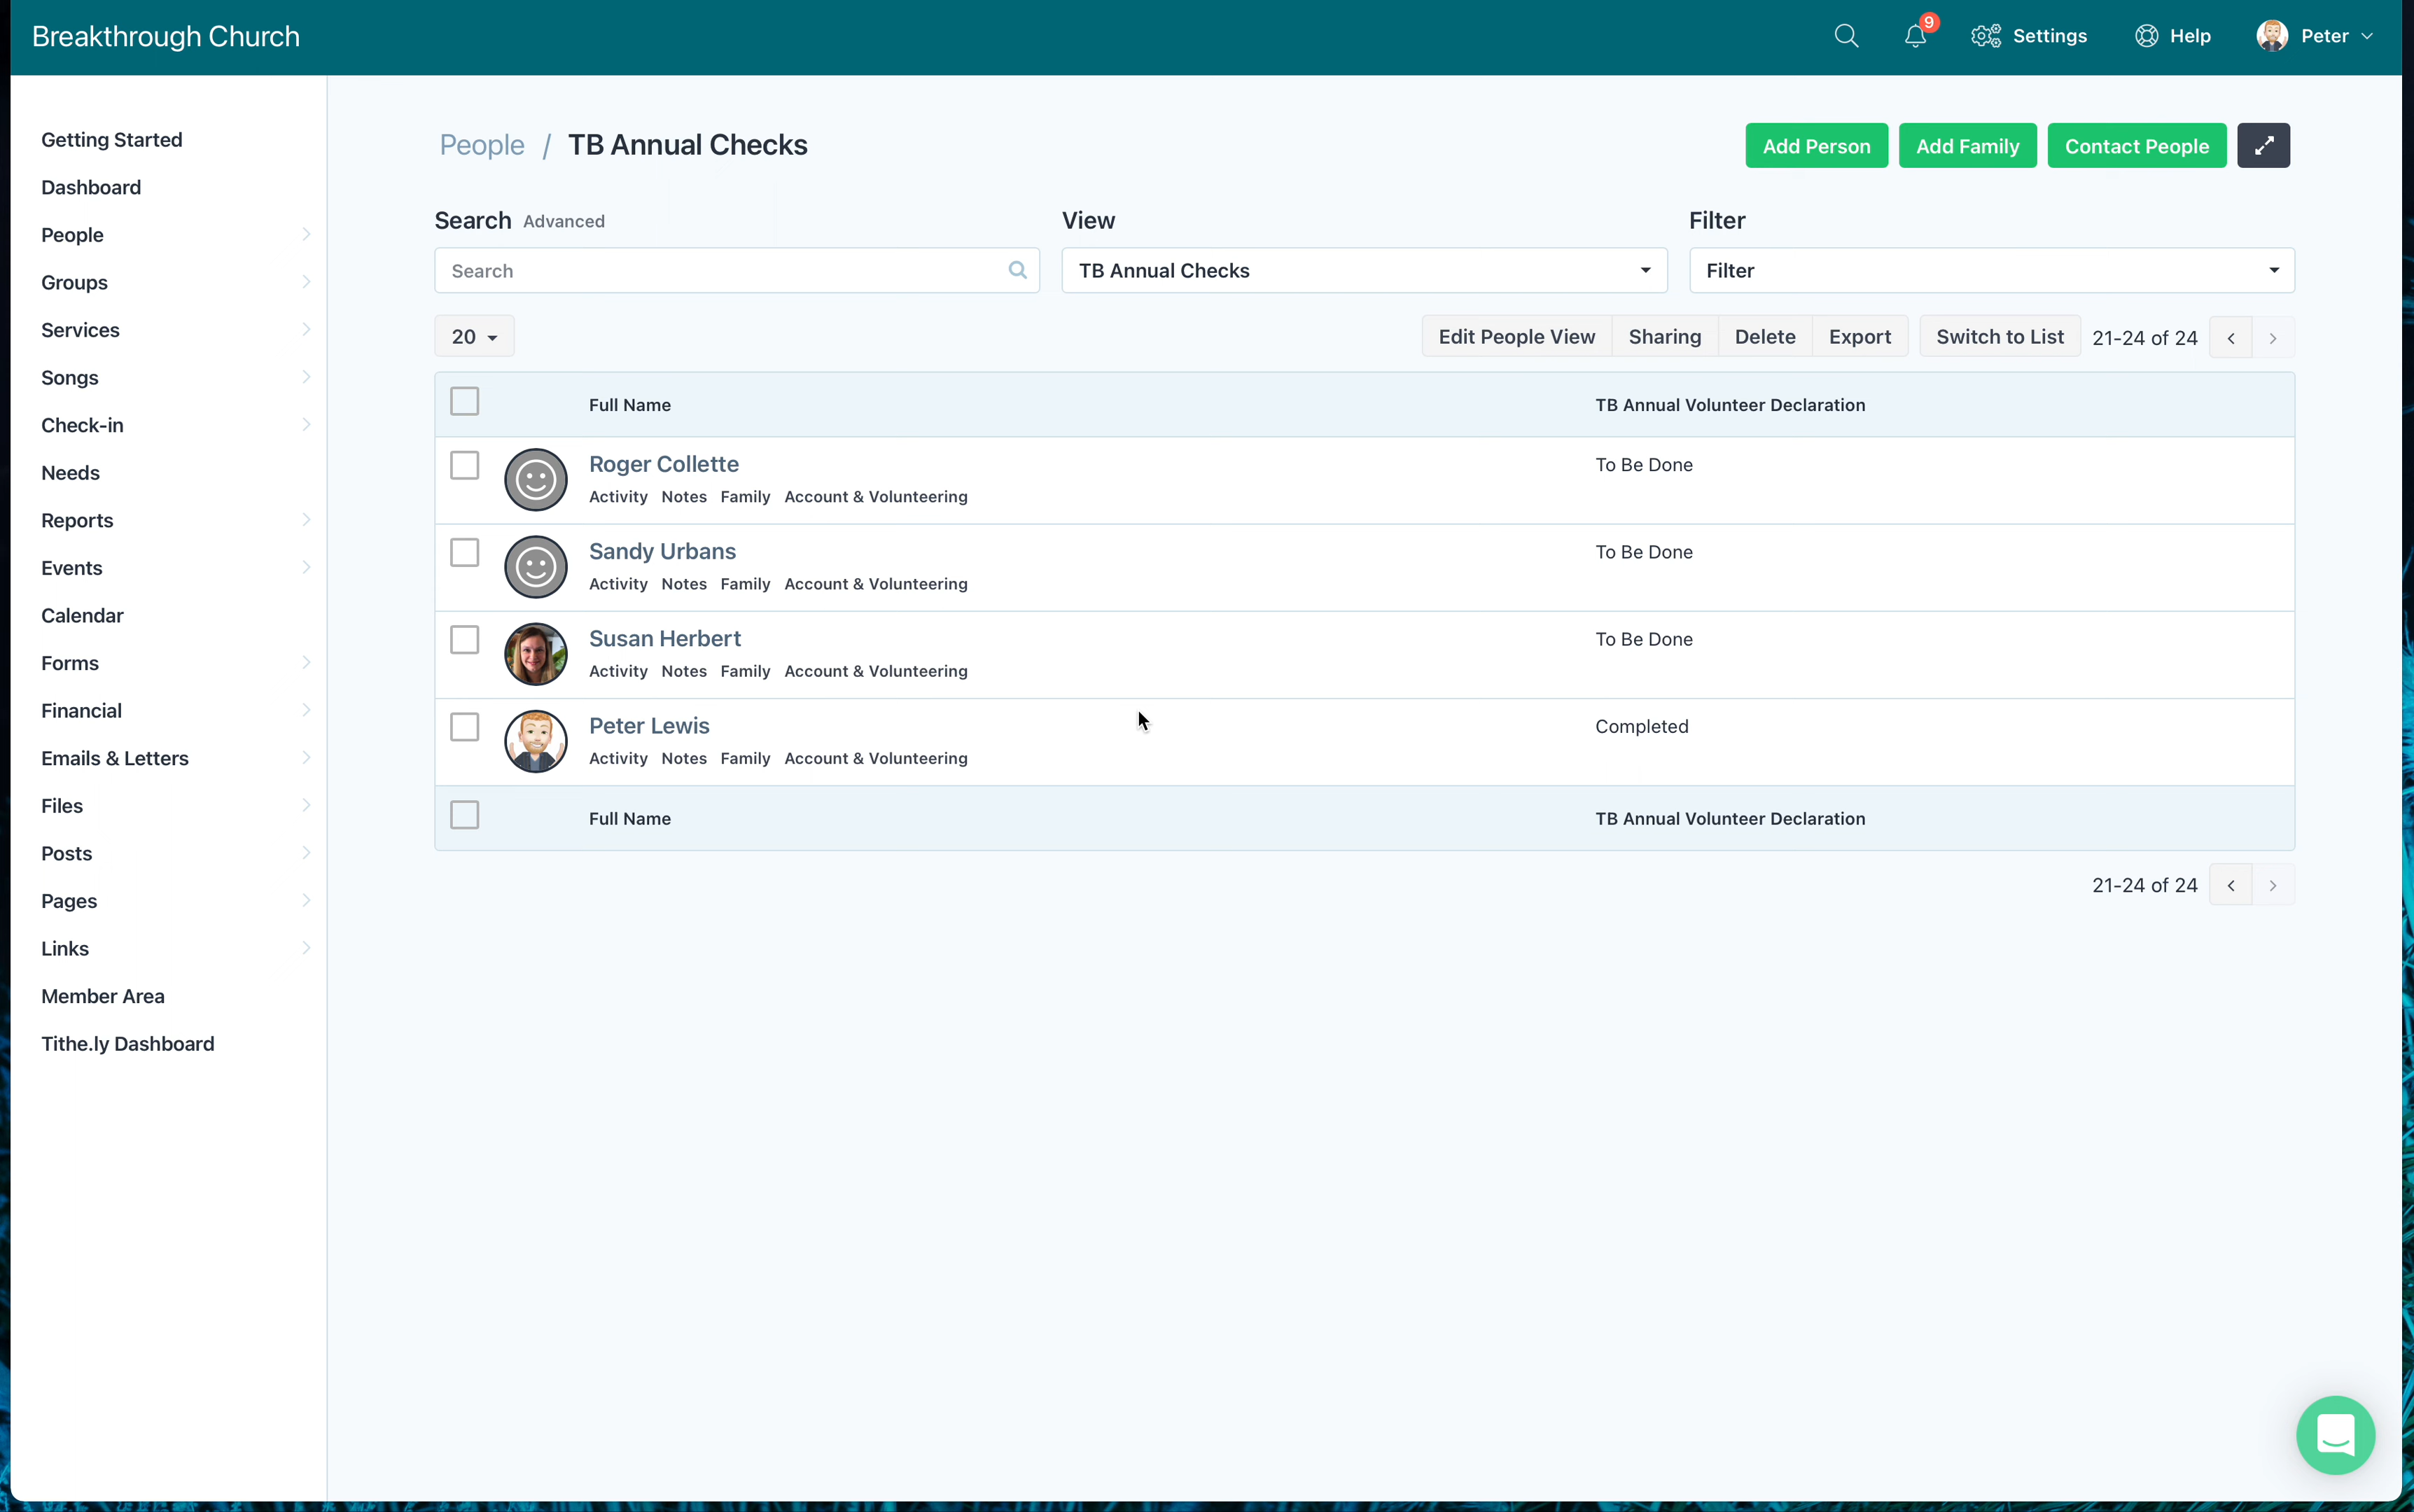 Breakthrough Church
9
Settings
Help
Peter
Getting Started
Dashboard
People
Groups
Services
Songs
Check-in
Needs
Reports
Events
Calendar
Forms
Financial
Emails & Letters
Files
Posts
Pages
Links
Member Area
Tithe.ly Dashboard
People / TB Annual Checks
Add Person
Add Family
Contact People
Search Advanced
View
Filter
Search
TB Annual Checks
Filter
20
Edit People View
Sharing
Delete
Export
Switch to List
21-24 of 24
Full Name
TB Annual Volunteer Declaration
Roger Collette
To Be Done
Activity Notes Family Account & Volunteering
Sandy Urbans
To Be Done
Activity Notes Family Account & Volunteering
Susan Herbert
To Be Done
Activity Notes Family Account & Volunteering
Peter Lewis
Completed
Activity Notes Family Account & Volunteering
Full Name
TB Annual Volunteer Declaration
21-24 of 24